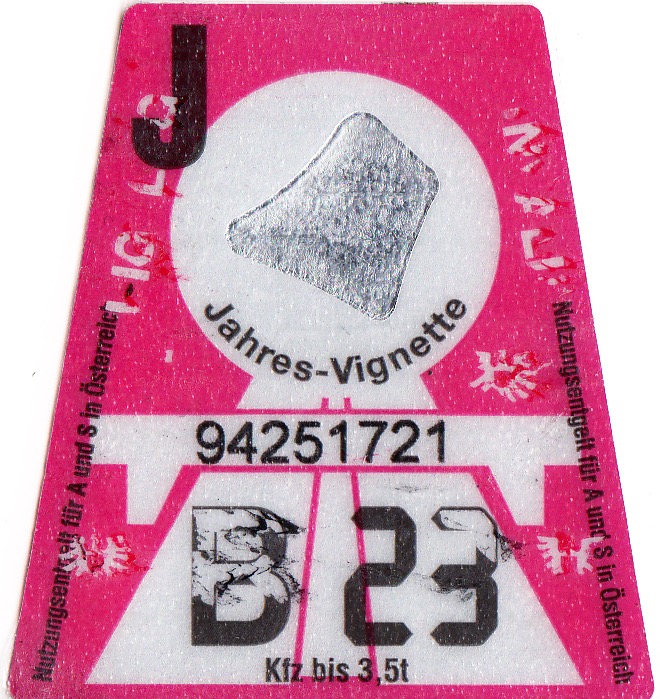 J
Jahres-Vignette
94251721
B 23
Kfz bis 3,5t
Nutzungsentgelt für A und S in Österreich
Nutzungsentgelt für A und S in Österreich